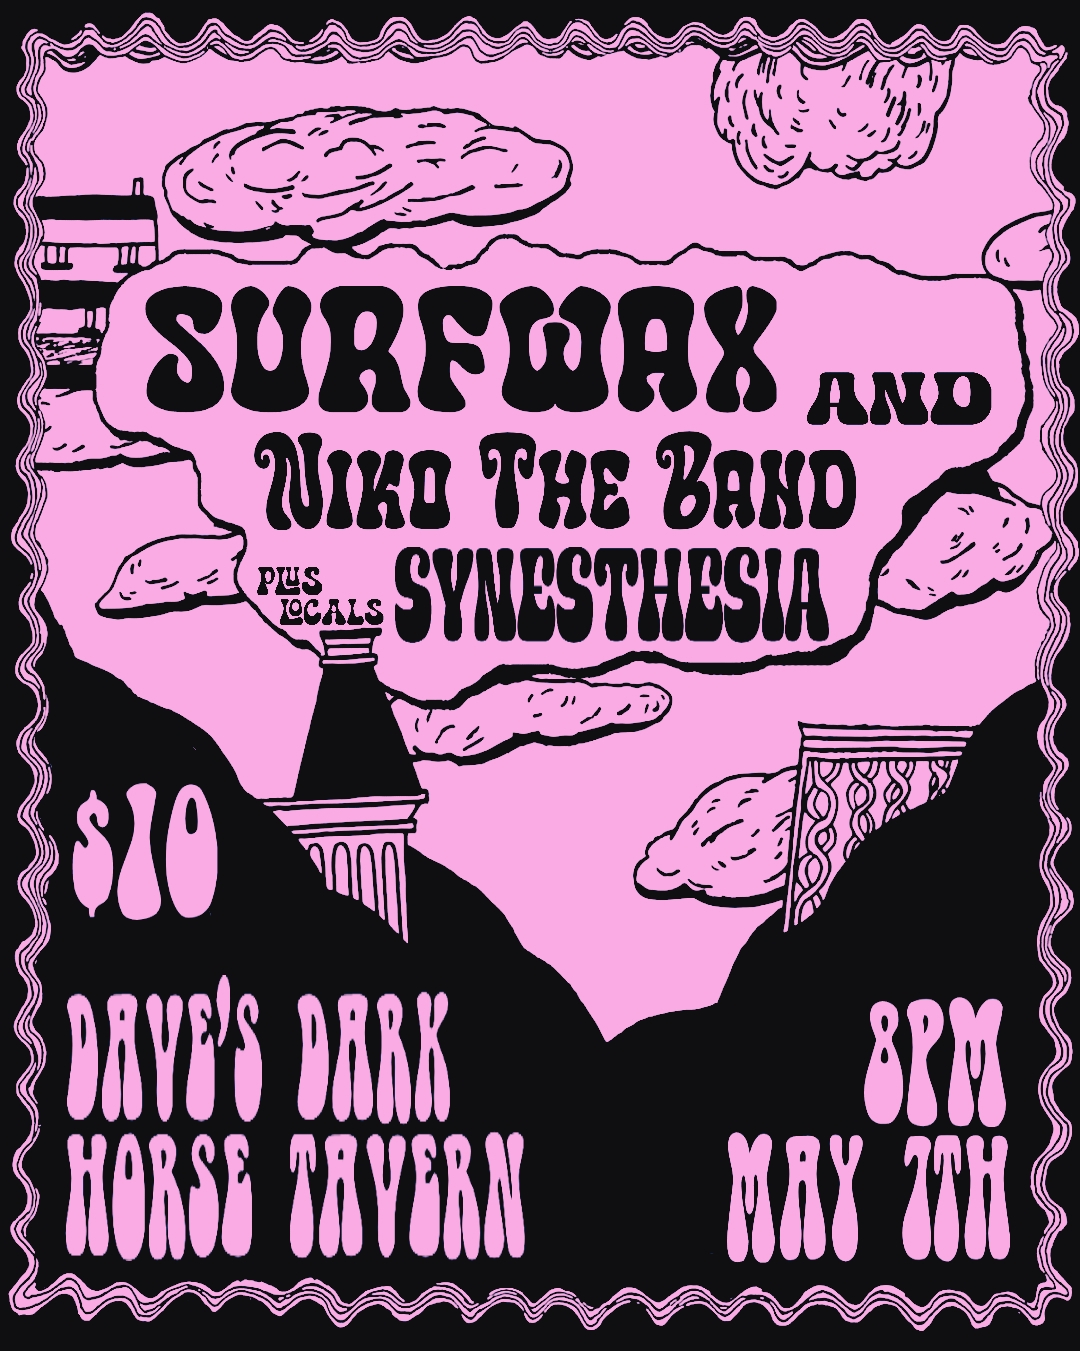 SURFWAX AND
NIKO THE BAND
PLUS
LOCALS SYNESTHESIA
$10
DAVE'S DARK
HORSE TAVERN
8PM
MAY 7TH